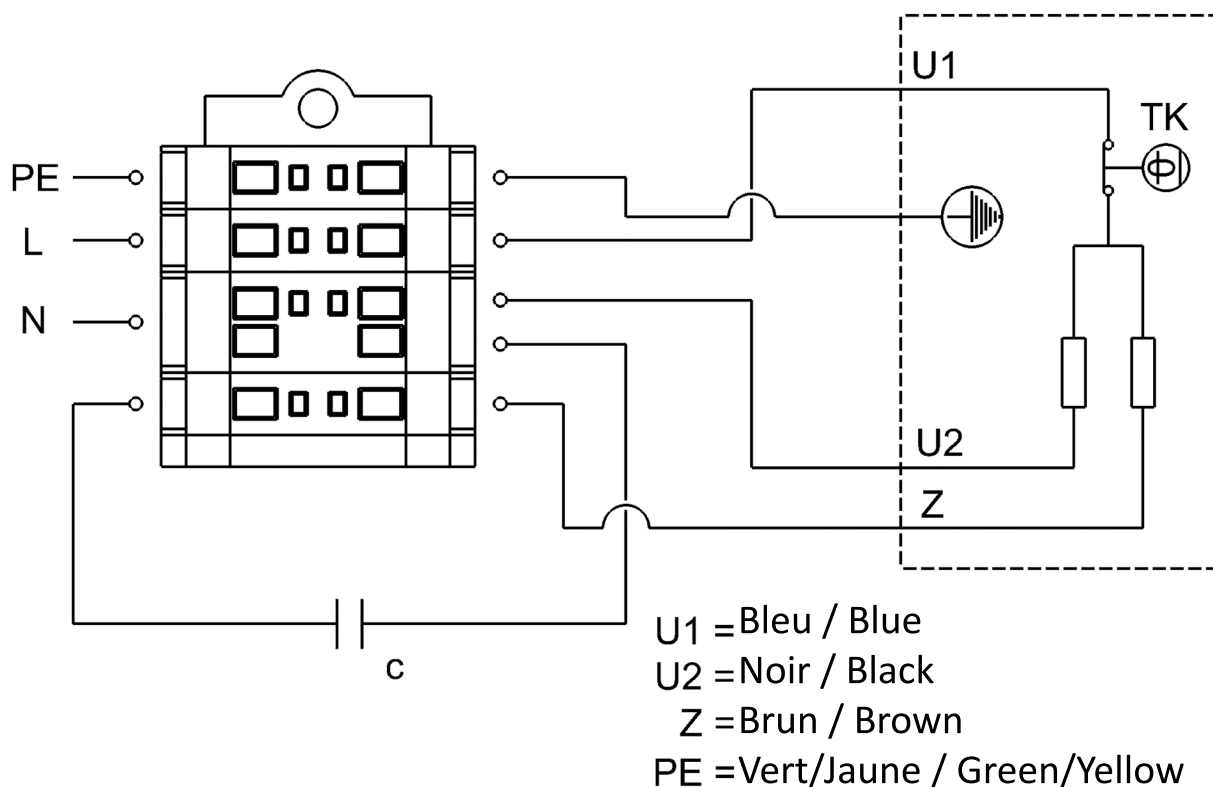 U1
TK
PE
L
N
U2
Z
c
U1 = Bleu / Blue
U2 = Noir / Black
Z = Brun / Brown
PE = Vert/Jaune / Green/Yellow